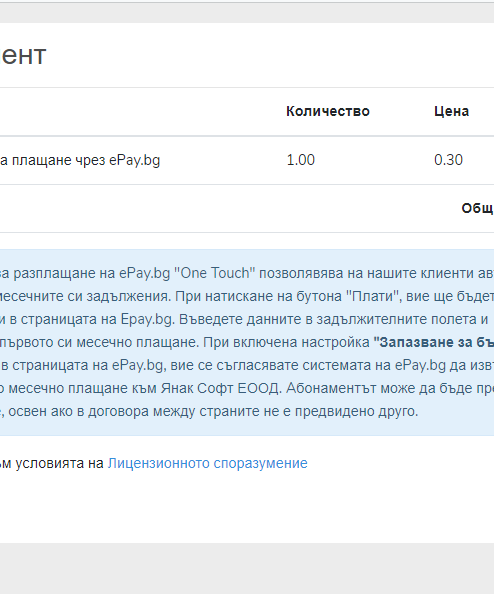 ент
Количество Цена
а плащане чрез ePay.bg 1.00 0.30
Общ
ва разплащане на ePay.bg "One Touch" позволявява на нашите клиенти ав
месечните си задължения. При натискане на бутона "Плати", вие ще бъдет
и в страницата на Epay.bg. Въведете данните в задължителните полета и
първото си месечно плащане. При включена настройка "Запазване за бъ
в страницата на ePay.bg, вие се съгласявате системата на ePay.bg да изв
о месечно плащане към Янак Софт ЕООД. Абонаментът може да бъде пре
, освен ако в договора между страните не е предвидено друго.
ъм условията на Лицензионното споразумение